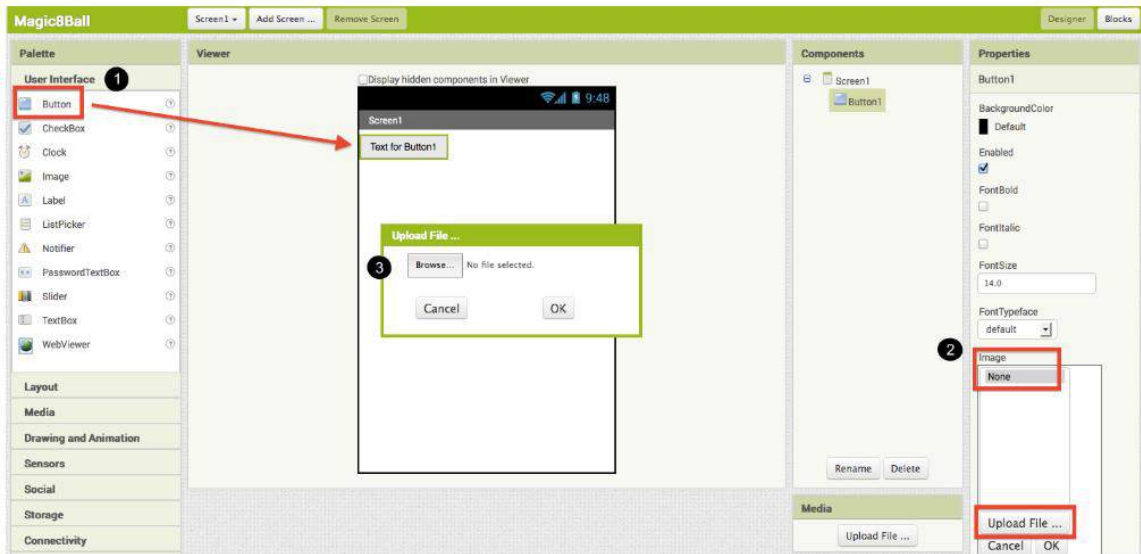 Magic8Ball
Screen1
Add Screen ...
Remove Screen
Designer
Blocks
Palette
User Interface
1
Button
CheckBox
Clock
Image
Label
ListPicker
Notifier
PasswordTextBox
Slider
TextBox
WebViewer
Layout
Media
Drawing and Animation
Sensors
Social
Storage
Connectivity
Viewer
Display hidden components in Viewer
9:48
Screen1
Text for Button1
Upload File ...
3
Browse... No file selected.
Cancel
OK
Components
Screen1
Button1
Rename
Delete
Media
Upload File ...
Properties
Button1
BackgroundColor
Default
Enabled
FontBold
FontItalic
FontSize
14.0
FontTypeface
default
2
Image
None
Upload File ...
Cancel
OK